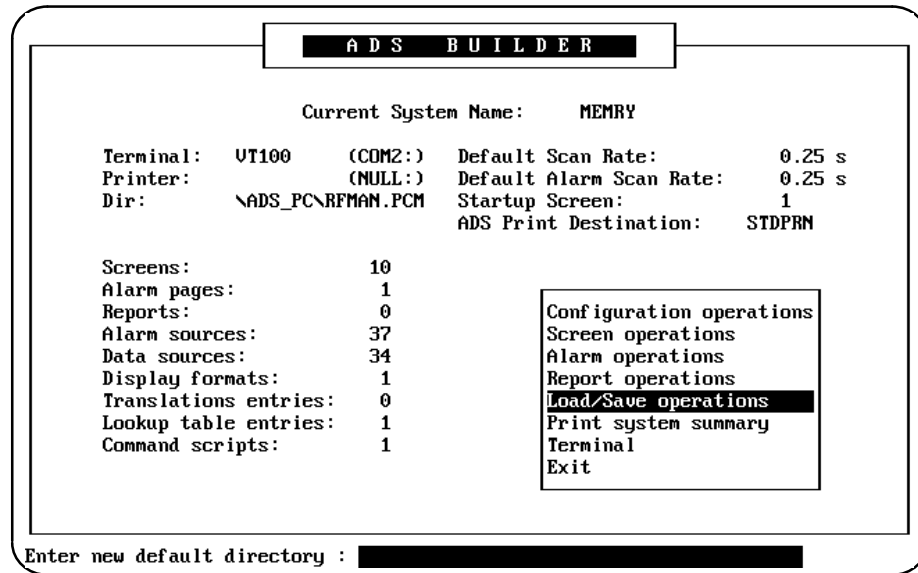 ADS BUILDER
Current System Name: MEMRY
Terminal: VT100 (COM2:) Default Scan Rate: 0.25 s
Printer: (NULL:) Default Alarm Scan Rate: 0.25 s
Dir: \ADS_PC\RFMAN.PCM Startup Screen: 1
ADS Print Destination: STDPRN
Screens: 10
Alarm pages: 1
Reports: 0
Alarm sources: 37
Data sources: 34
Display formats: 1
Translations entries: 0
Lookup table entries: 1
Command scripts: 1
Configuration operations
Screen operations
Alarm operations
Report operations
Load/Save operations
Print system summary
Terminal
Exit
Enter new default directory :